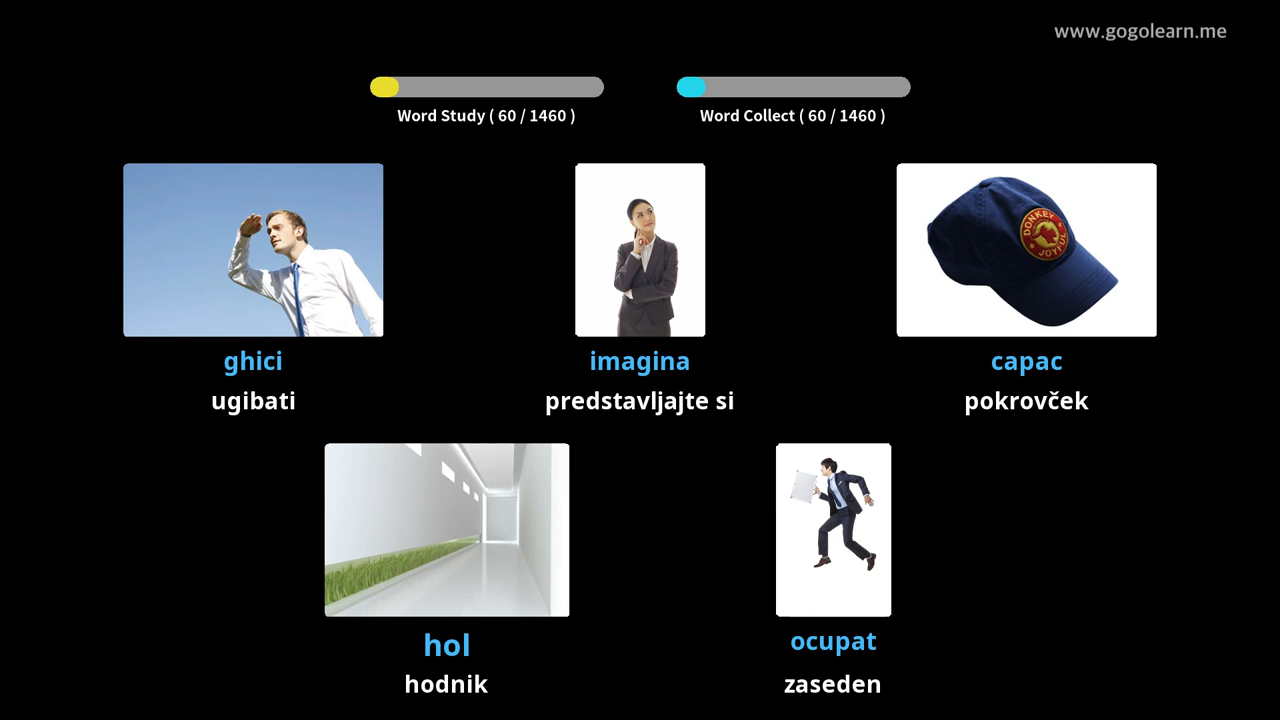 www.gogolearn.me
Word Study ( 60 / 1460 )
Word Collect ( 60 / 1460 )
DONKEY
JOYFUL
ghici
ugibati
imagina
predstavljajte si
capac
pokrovček
hol
hodnik
ocupat
zaseden